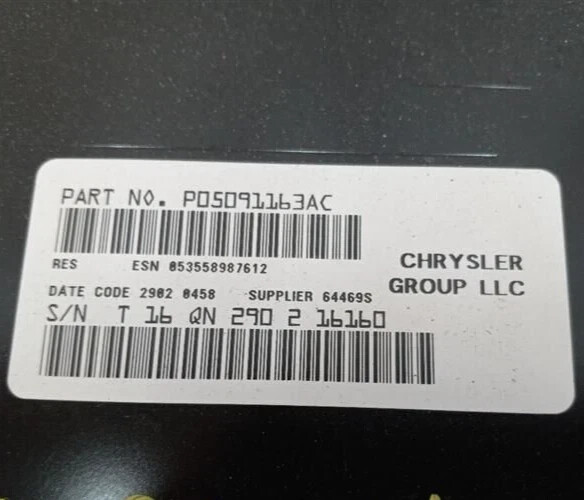 PART NO. P05091163AC
RES ESN 053558987612
CHRYSLER
GROUP LLC
DATE CODE 2902 0458 SUPPLIER 64469S
S/N T 16 QN 290 2 16160